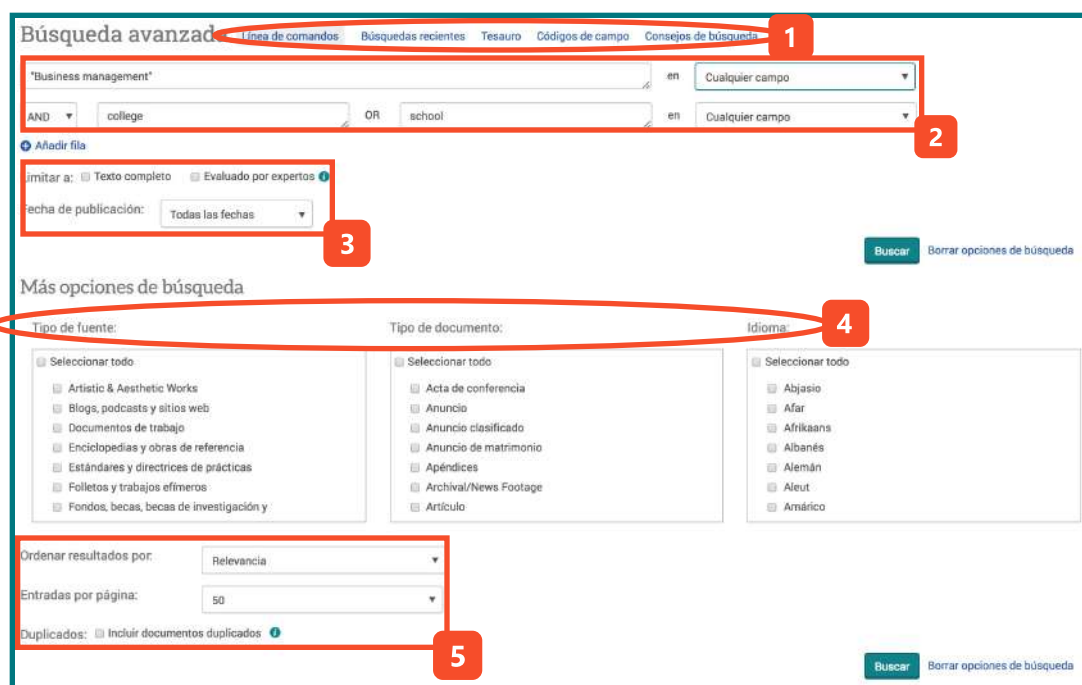 Búsqueda avanzada Línea de comandos Búsquedas recientes Tesauro Códigos de campo Consejos de búsqueda 1
"Business management" en Cualquier campo
AND college OR school en Cualquier campo
2
Añadir fila
Limitar a: Texto completo Evaluado por expertos
Fecha de publicación: Todas las fechas
3
Buscar Borrar opciones de búsqueda
Más opciones de búsqueda
Tipo de fuente: Tipo de documento: Idioma: 4
Seleccionar todo Seleccionar todo Seleccionar todo
Artistic & Aesthetic Works Acta de conferencia Abjasio
Blogs, podcasts y sitios web Anuncio Afar
Documentos de trabajo Anuncio clasificado Afrikaans
Enciclopedias y obras de referencia Anuncio de matrimonio Albanés
Estándares y directrices de prácticas Apéndices Alemán
Folletos y trabajos efímeros Archival/News Footage Aleut
Fondos, becas, becas de investigación y Artículo Amárico
Ordenar resultados por: Relevancia
Entradas por página: 50
Duplicados: Incluir documentos duplicados
5
Buscar Borrar opciones de búsqueda